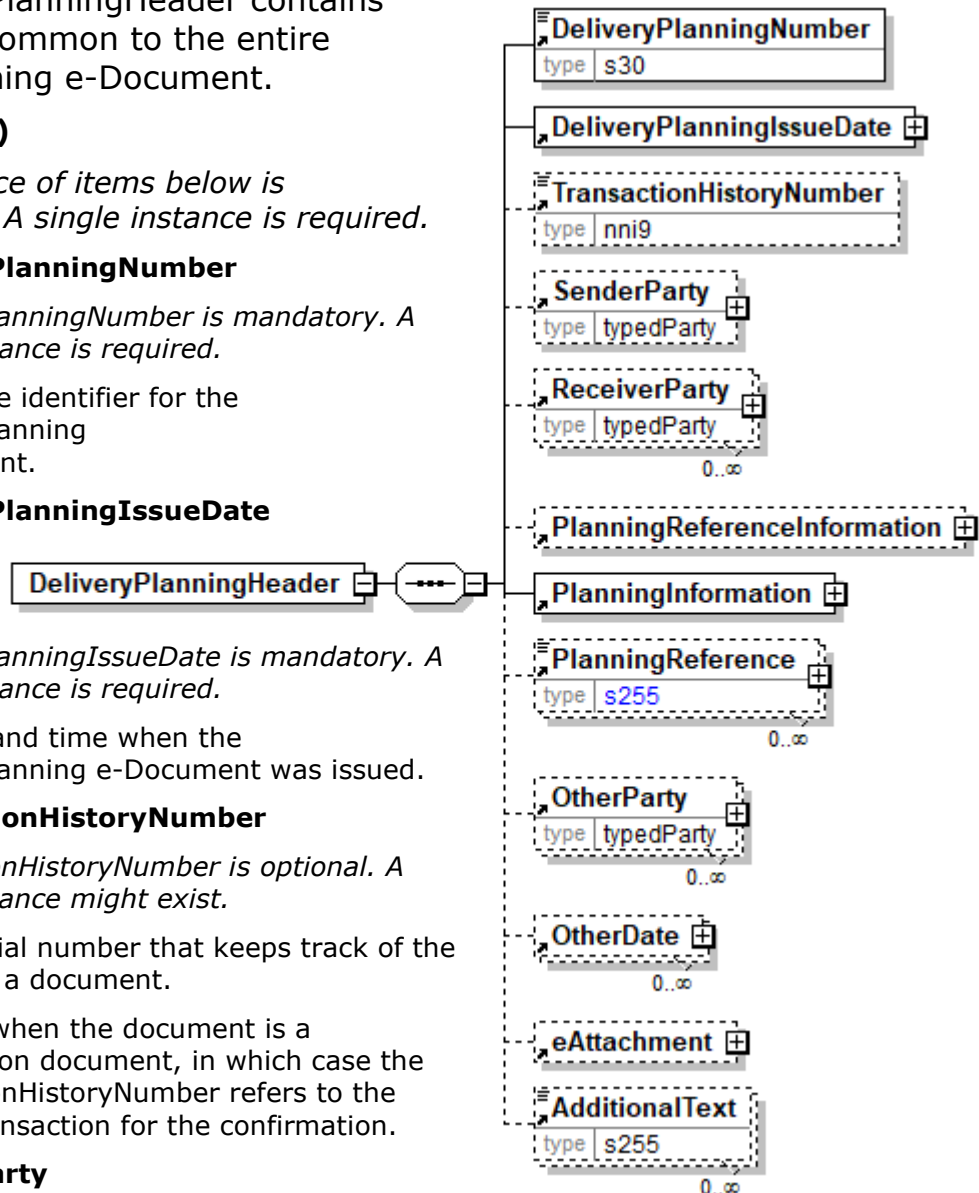 PlanningHeader contains
ommon to the entire
ing e-Document.
)
ce of items below is
A single instance is required.
PlanningNumber
anningNumber is mandatory. A
ance is required.
e identifier for the
anning
nt.
PlanningIssueDate
anningIssueDate is mandatory. A
ance is required.
and time when the
anning e-Document was issued.
onHistoryNumber
nHistoryNumber is optional. A
ance might exist.
ial number that keeps track of the
a document.
when the document is a
on document, in which case the
nHistoryNumber refers to the
nsaction for the confirmation.
arty
DeliveryPlanningHeader
DeliveryPlanningNumber
type s30
DeliveryPlanningIssueDate
TransactionHistoryNumber
type nni9
SenderParty
type typedParty
ReceiverParty
type typedParty
0..∞
PlanningReferenceInformation
PlanningInformation
PlanningReference
type s255
0..∞
OtherParty
type typedParty
0..∞
OtherDate
0..∞
eAttachment
AdditionalText
type s255
0..∞